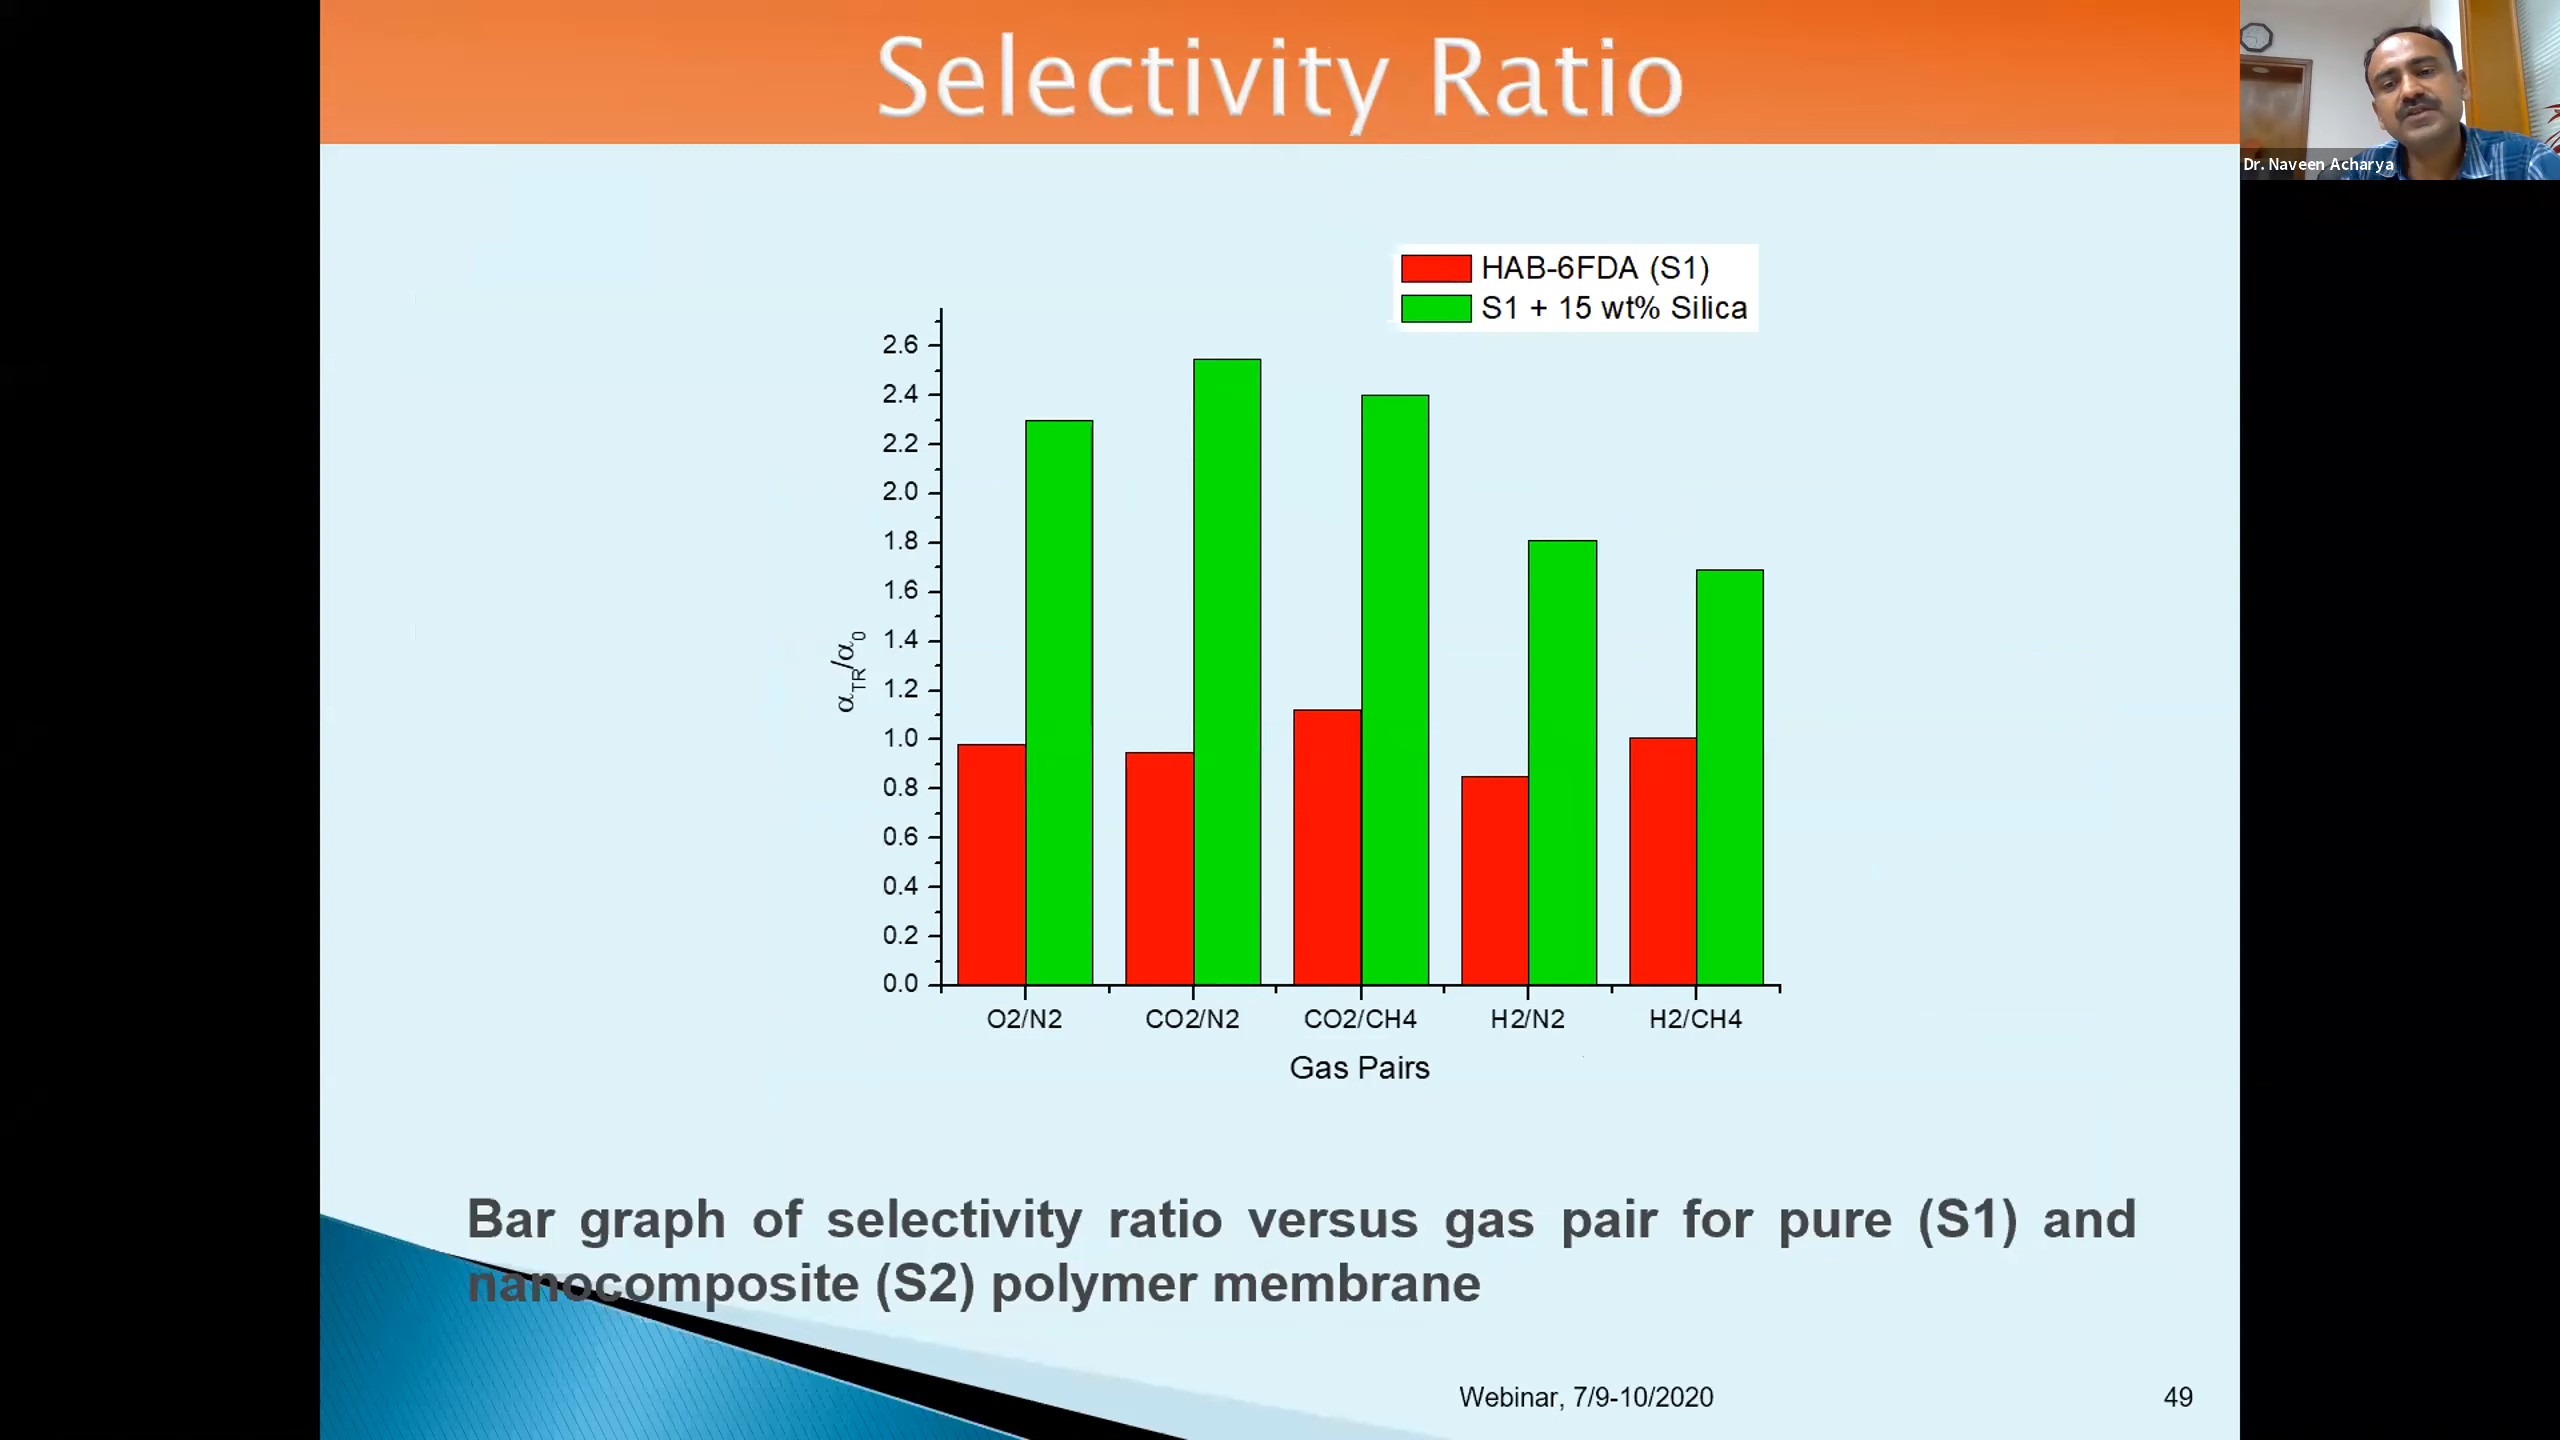 Selectivity Ratio
Dr. Naveen Acharya
HAB-6FDA (S1)
S1 + 15 wt% Silica
2.6
2.4
2.2
2.0
1.8
1.6
1.4
1.2
1.0
0.8
0.6
0.4
0.2
0.0
αTR/α0
O2/N2 CO2/N2 CO2/CH4 H2/N2 H2/CH4
Gas Pairs
Bar graph of selectivity ratio versus gas pair for pure (S1) and
nanocomposite (S2) polymer membrane
Webinar, 7/9-10/2020 49